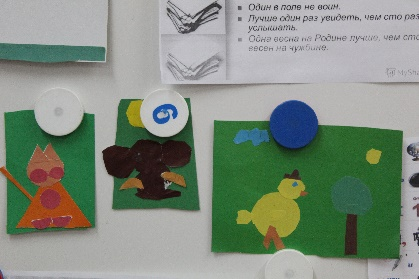 Один в поле не воин.
Лучше один раз увидеть, чем сто раз
услышать.
Одна весна на Родине лучше, чем сто
весен на чужбине.
MySha